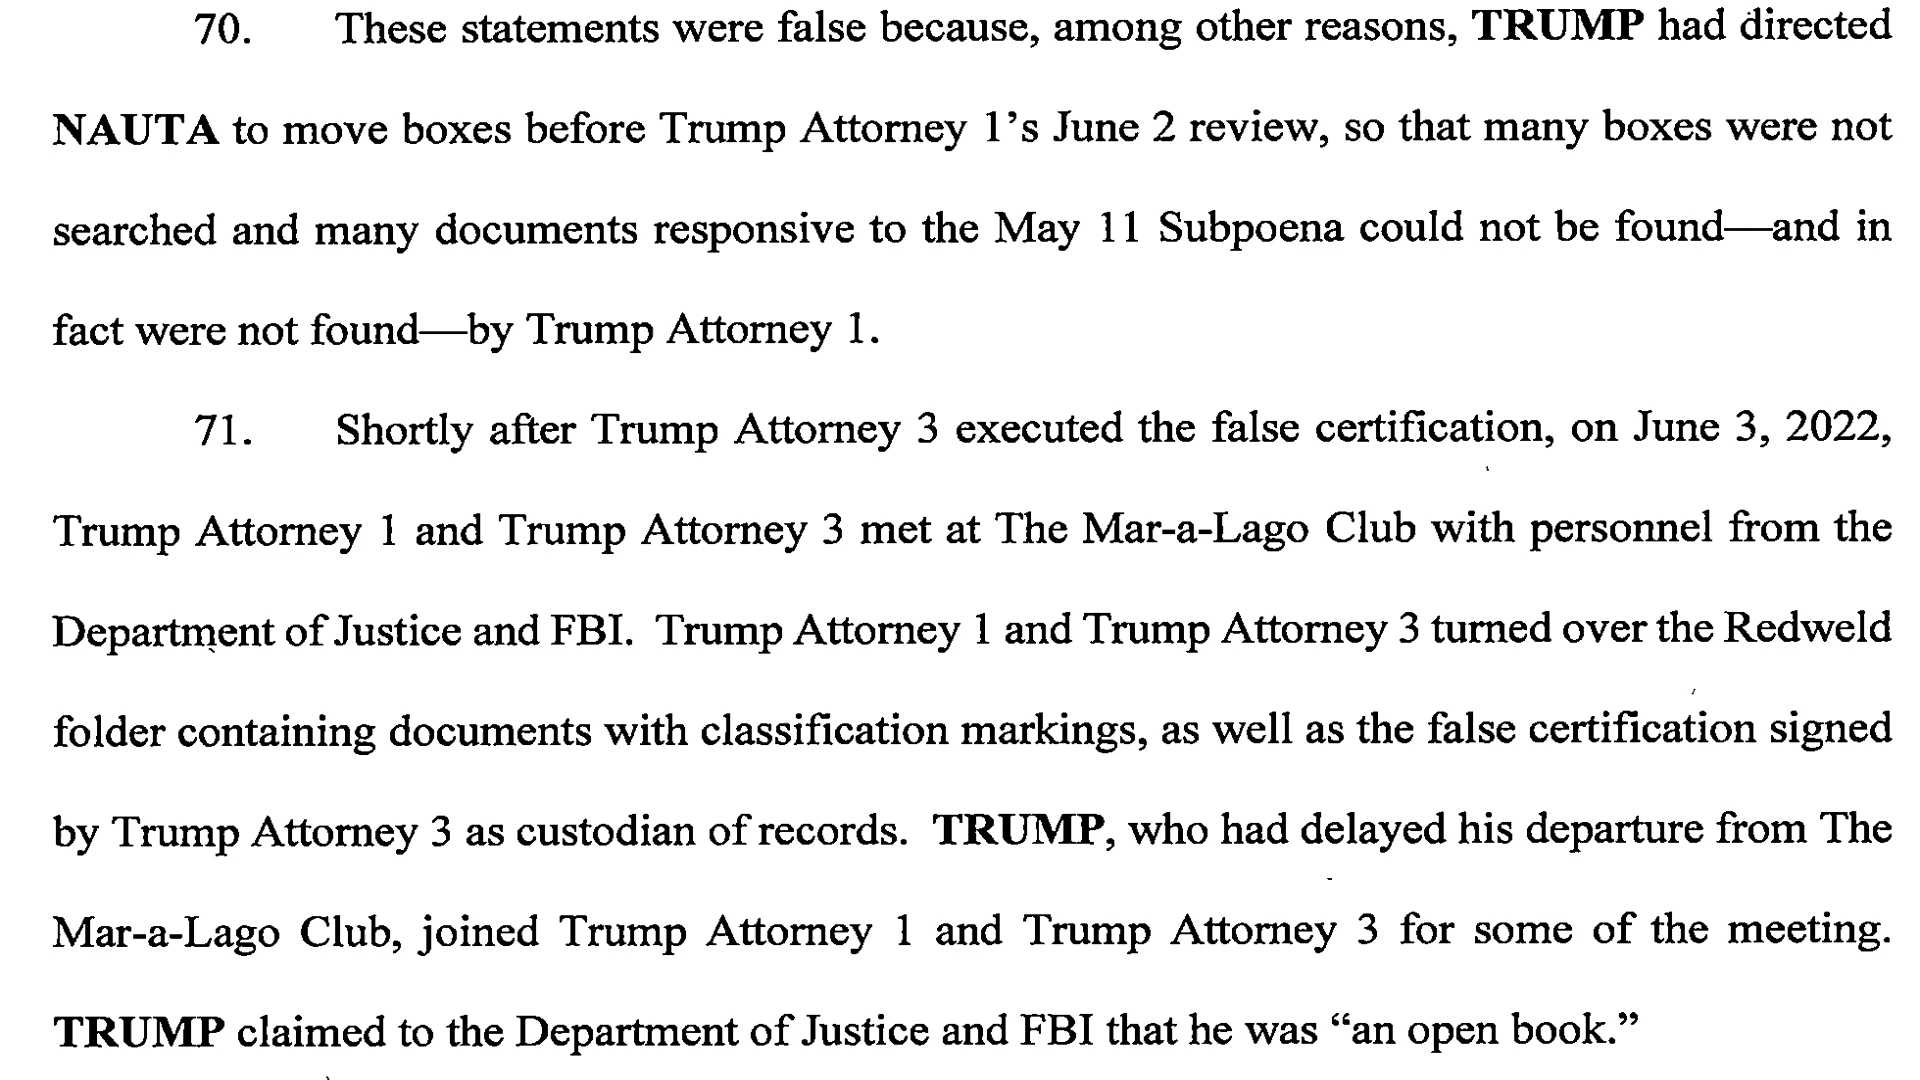 70. These statements were false because, among other reasons, TRUMP had directed
NAUTA to move boxes before Trump Attorney 1’s June 2 review, so that many boxes were not
searched and many documents responsive to the May 11 Subpoena could not be found—and in
fact were not found—by Trump Attorney 1.
71. Shortly after Trump Attorney 3 executed the false certification, on June 3, 2022,
Trump Attorney 1 and Trump Attorney 3 met at The Mar-a-Lago Club with personnel from the
Department of Justice and FBI. Trump Attorney 1 and Trump Attorney 3 turned over the Redweld
folder containing documents with classification markings, as well as the false certification signed
by Trump Attorney 3 as custodian of records. TRUMP, who had delayed his departure from The
Mar-a-Lago Club, joined Trump Attorney 1 and Trump Attorney 3 for some of the meeting.
TRUMP claimed to the Department of Justice and FBI that he was “an open book.”